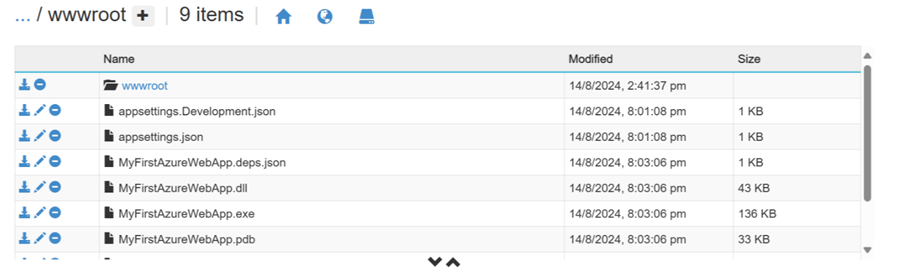 ... / wwwroot + | 9 items |
Name Modified Size
wwwroot 14/8/2024, 2:41:37 pm
appsettings.Development.json 14/8/2024, 8:01:08 pm 1 KB
appsettings.json 14/8/2024, 8:01:08 pm 1 KB
MyFirstAzureWebApp.deps.json 14/8/2024, 8:03:06 pm 1 KB
MyFirstAzureWebApp.dll 14/8/2024, 8:03:06 pm 43 KB
MyFirstAzureWebApp.exe 14/8/2024, 8:03:06 pm 136 KB
MyFirstAzureWebApp.pdb 14/8/2024, 8:03:06 pm 33 KB